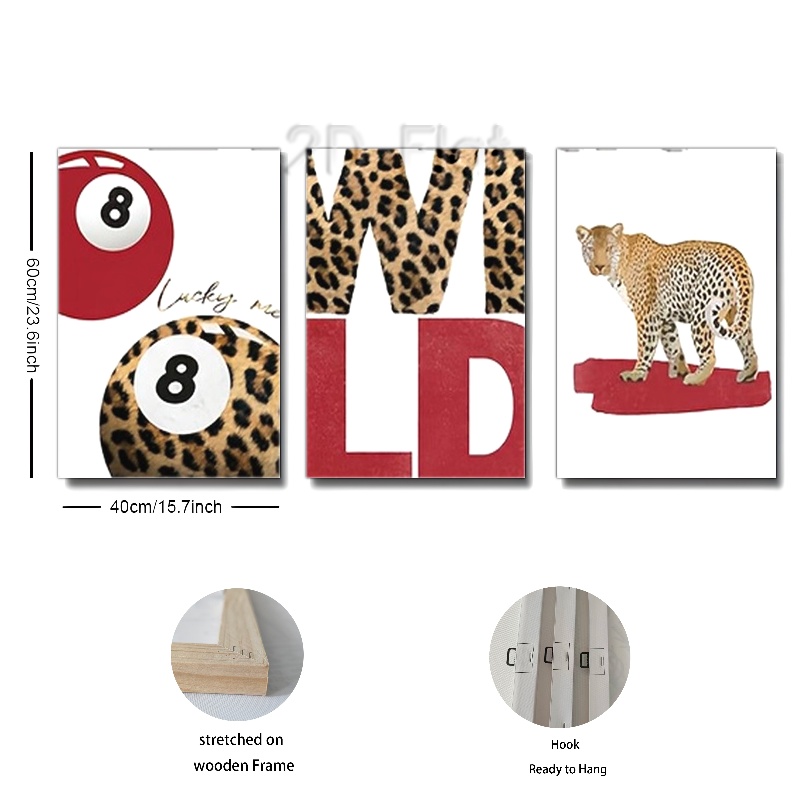 2D Flat
8
Lucky me
8
WI
LD
60cm/23.6inch
40cm/15.7inch
stretched on
wooden Frame
Hook
Ready to Hang